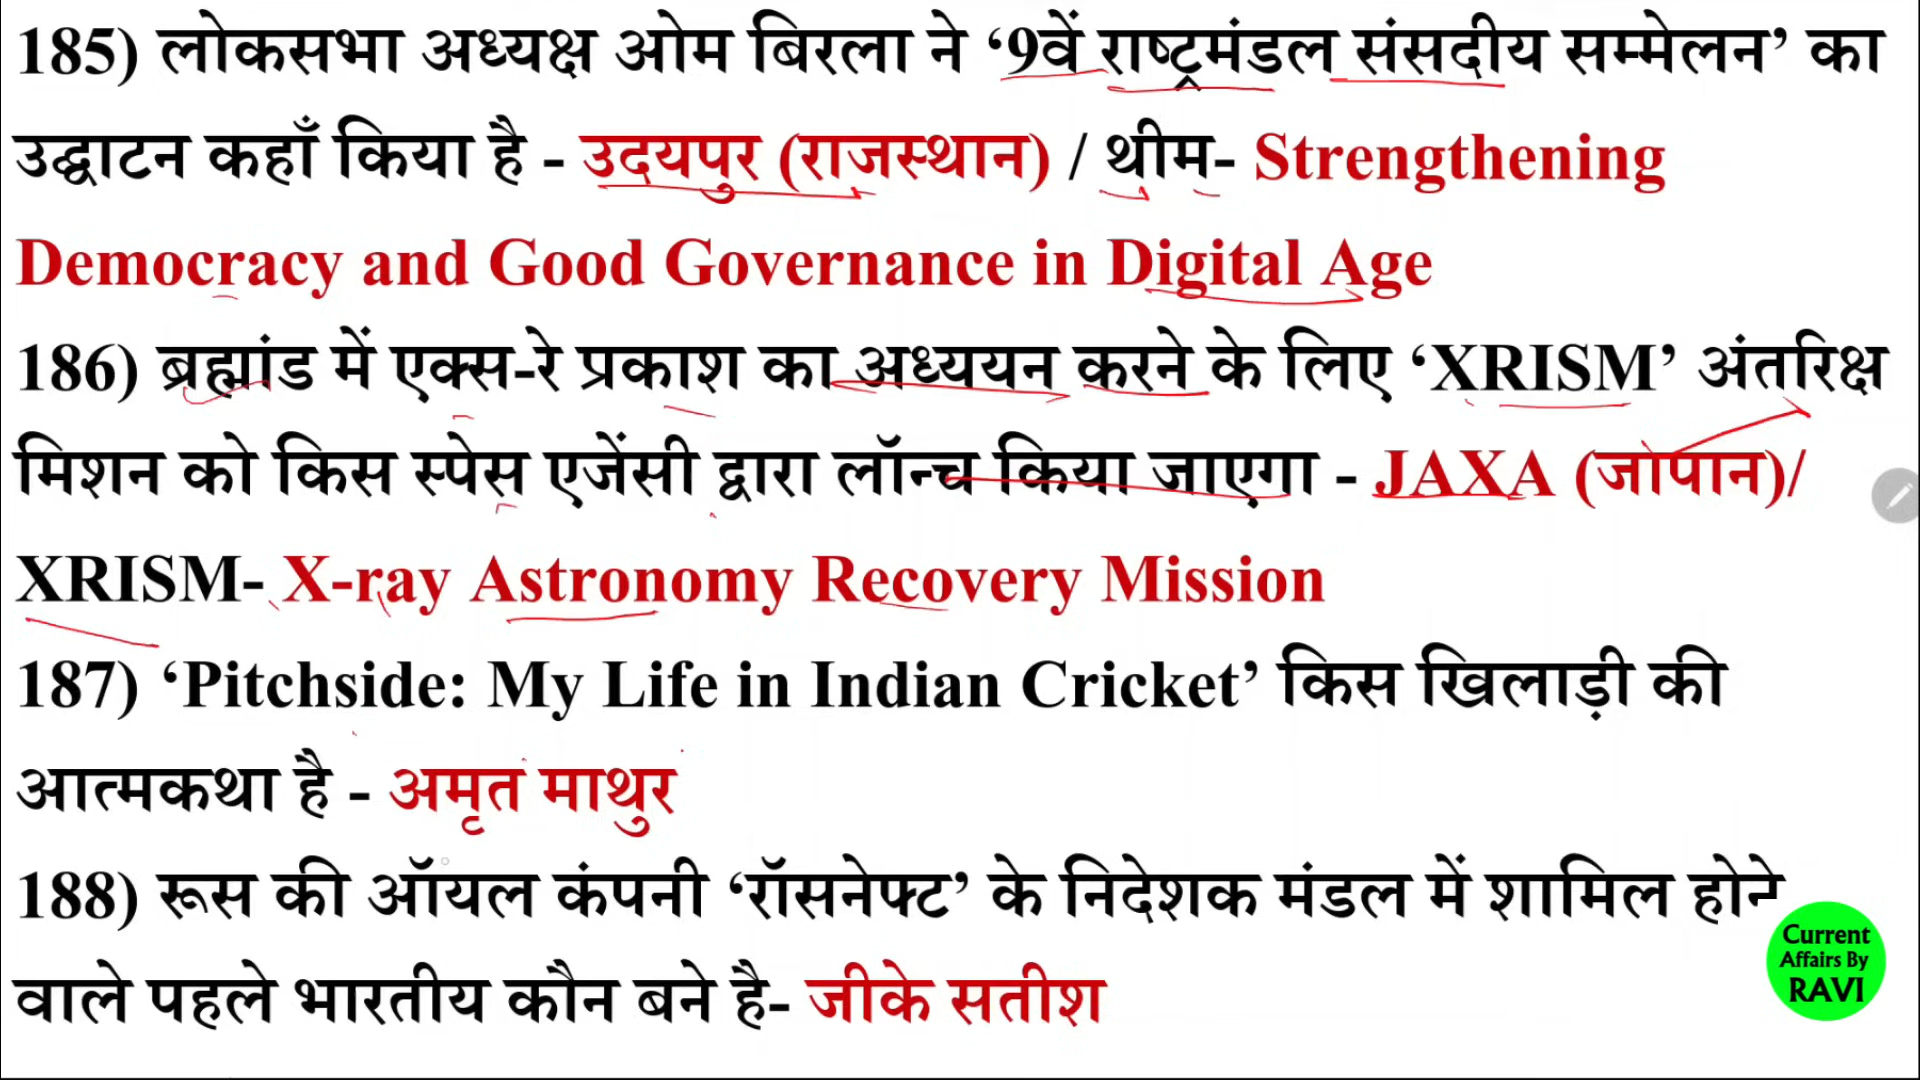 185) लोकसभा अध्यक्ष ओम बिरला ने ‘9वें राष्ट्रमंडल संसदीय सम्मेलन’ का
उद्घाटन कहाँ किया है - उदयपुर (राजस्थान) / थीम- Strengthening
Democracy and Good Governance in Digital Age
186) ब्रह्मांड में एक्स-रे प्रकाश का अध्ययन करने के लिए ‘XRISM’ अंतरिक्ष
मिशन को किस स्पेस एजेंसी द्वारा लॉन्च किया जाएगा - JAXA (जापान)/
XRISM- X-ray Astronomy Recovery Mission
187) ‘Pitchside: My Life in Indian Cricket’ किस खिलाड़ी की
आत्मकथा है - अमृत माथुर
188) रूस की ऑयल कंपनी ‘रॉसनेफ्ट’ के निदेशक मंडल में शामिल होने
वाले पहले भारतीय कौन बने है- जीके सतीश
Current
Affairs By
RAVI